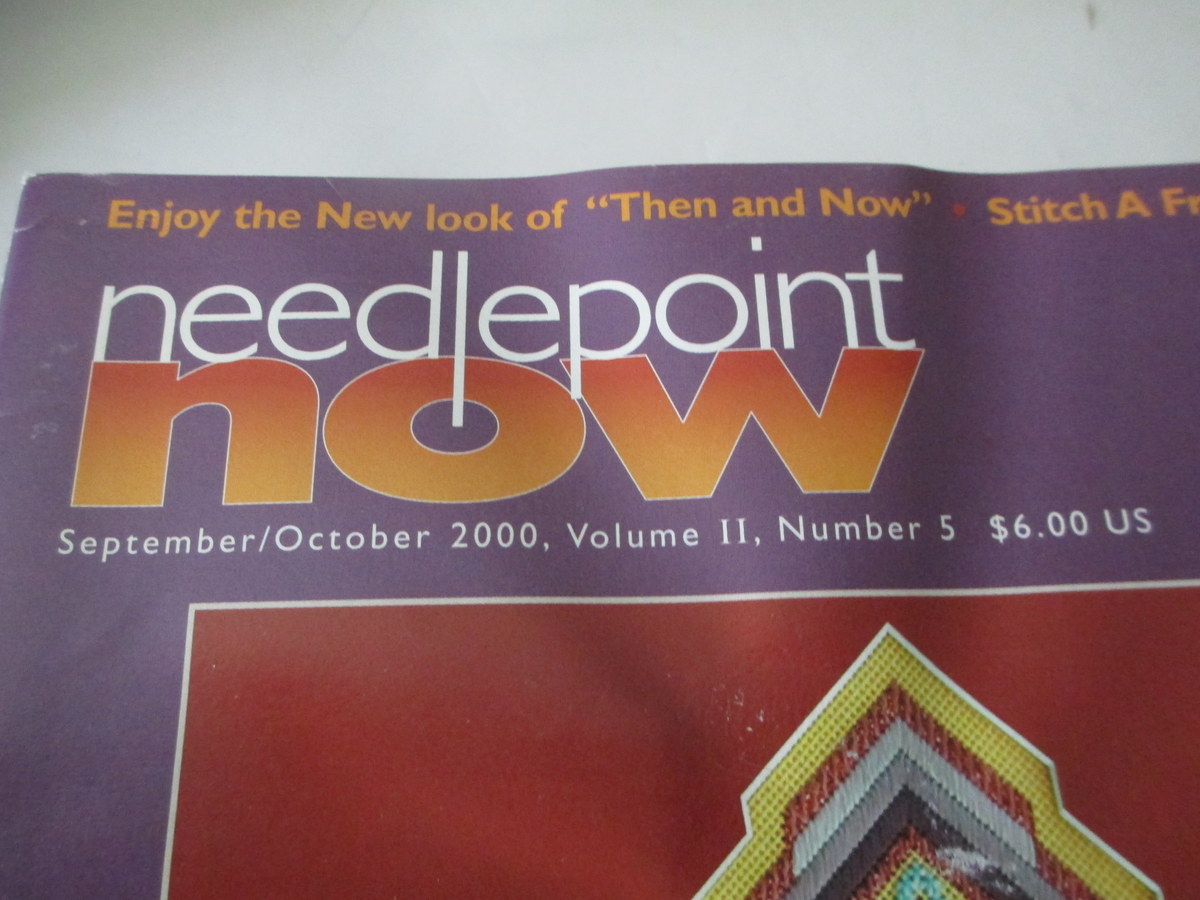 Enjoy the New look of “Then and Now” • Stitch A
needlepoint
now
September/October 2000, Volume II, Number 5 $6.00 US